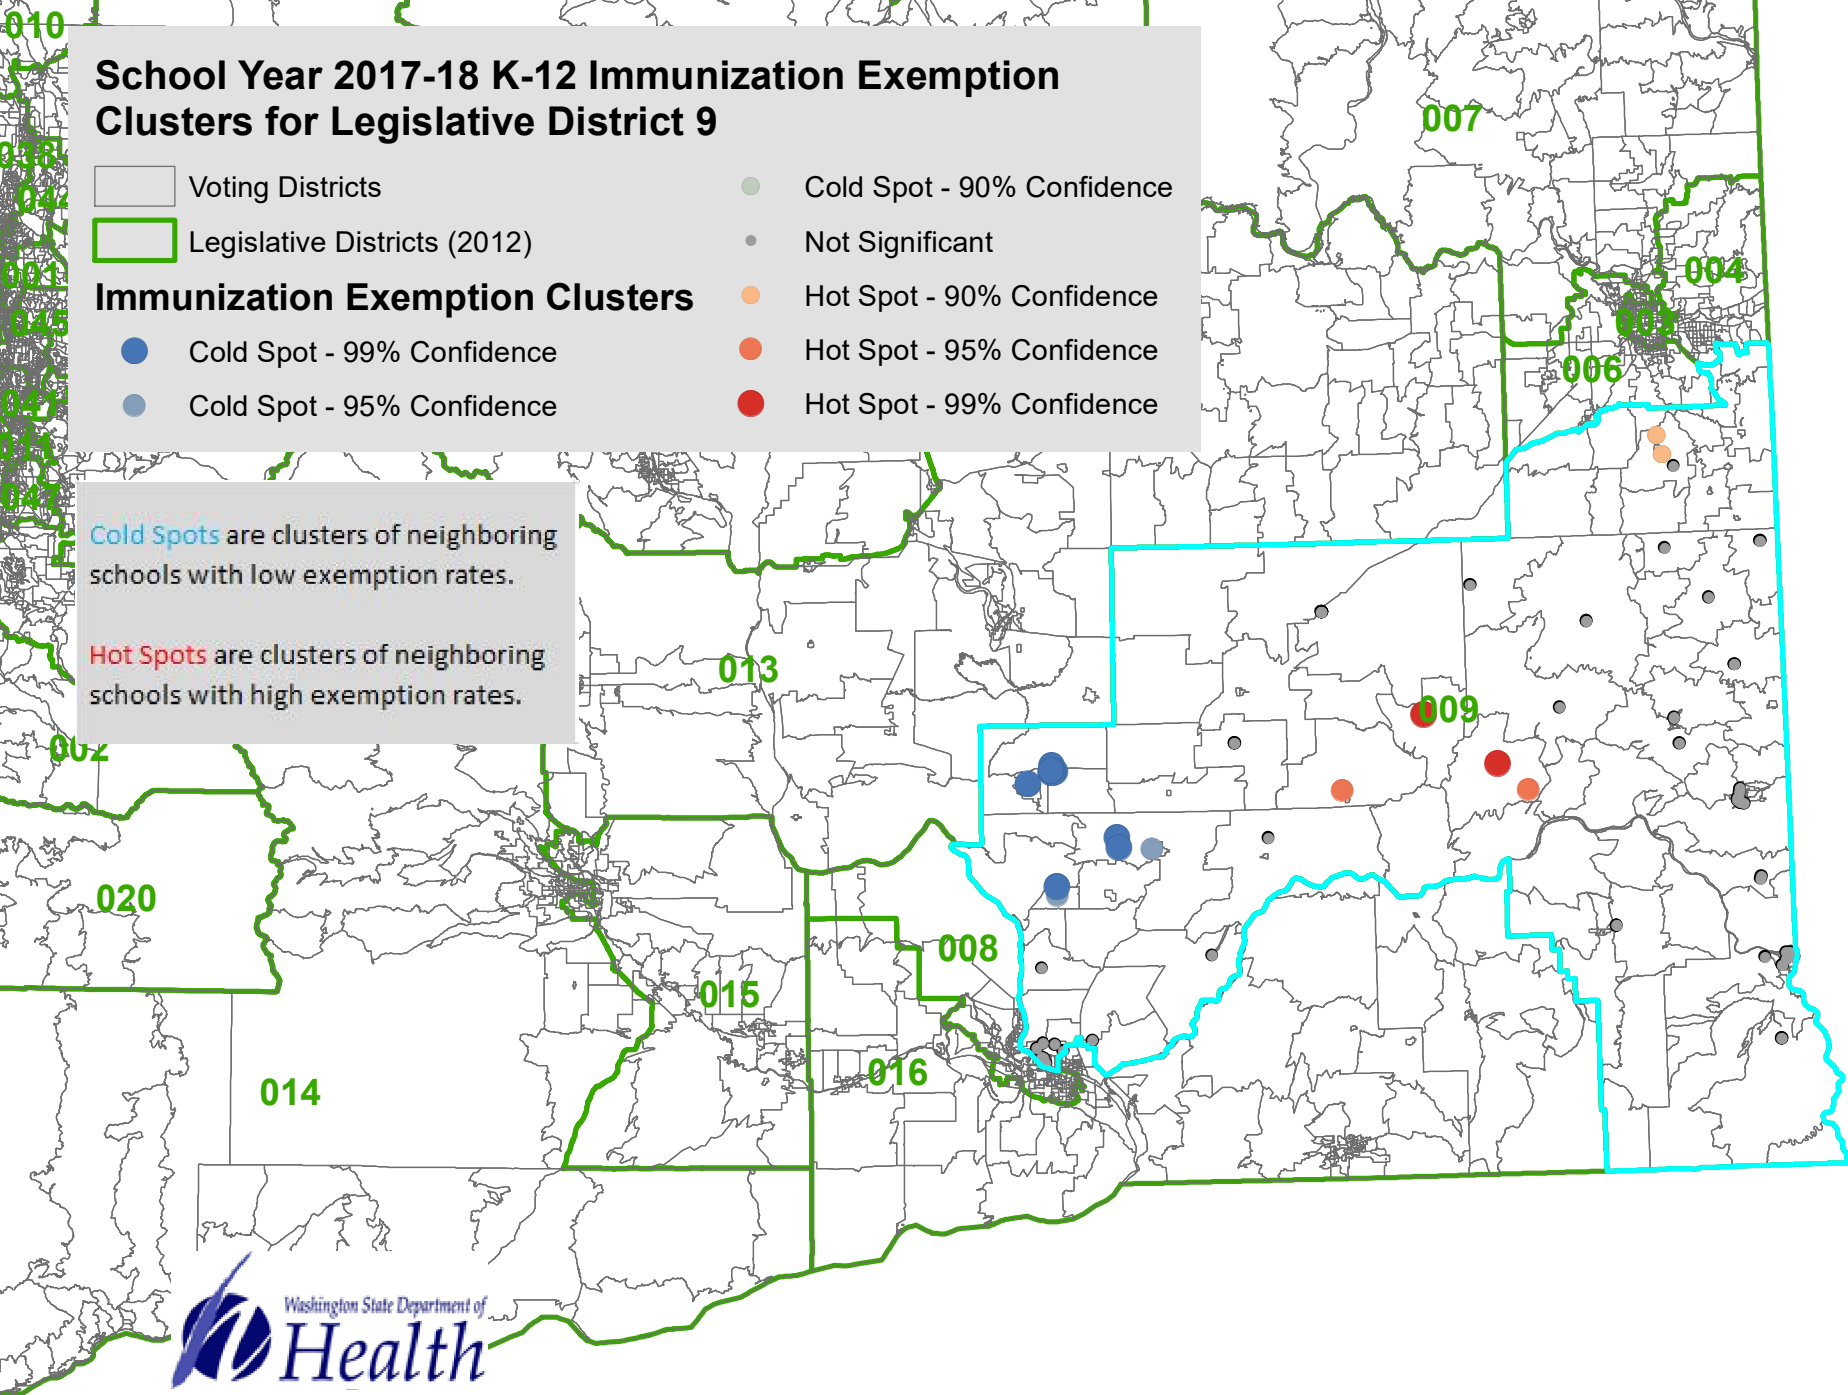 010
School Year 2017-18 K-12 Immunization Exemption
Clusters for Legislative District 9
Voting Districts
Legislative Districts (2012)
Immunization Exemption Clusters
Cold Spot - 99% Confidence
Cold Spot - 95% Confidence
Cold Spot - 90% Confidence
Not Significant
Hot Spot - 90% Confidence
Hot Spot - 95% Confidence
Hot Spot - 99% Confidence
007
004
006
001
045
047
Cold Spots are clusters of neighboring
schools with low exemption rates.
Hot Spots are clusters of neighboring
schools with high exemption rates.
002
013
009
020
008
015
016
014
Washington State Department of
Health